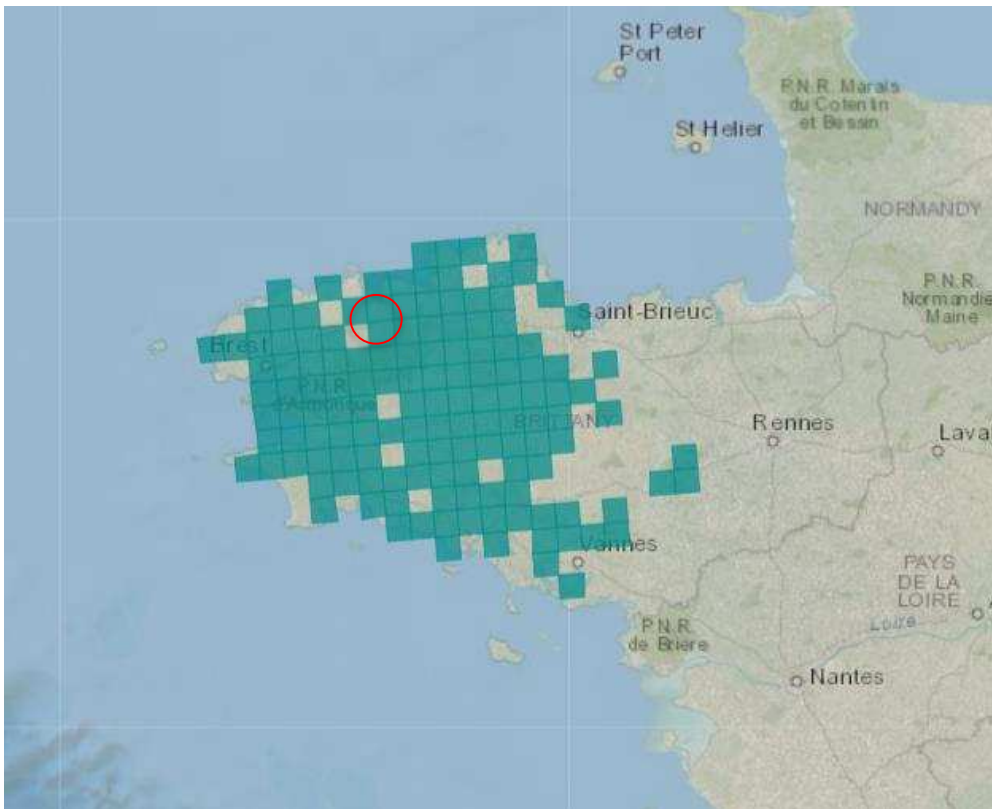 St Peter
Port
P.N.R. Marais
du Cotentin
et Bessin
St Helier
NORMANDY
P.N.R.
Normandie
Maine
Saint-Brieuc
Brest
P.N.R.
d'Armorique
BRITTANY
Rennes
Lava
Vannes
PAYS
DE LA
LOIRE
P.N.R.
de Brière
Loire
Nantes